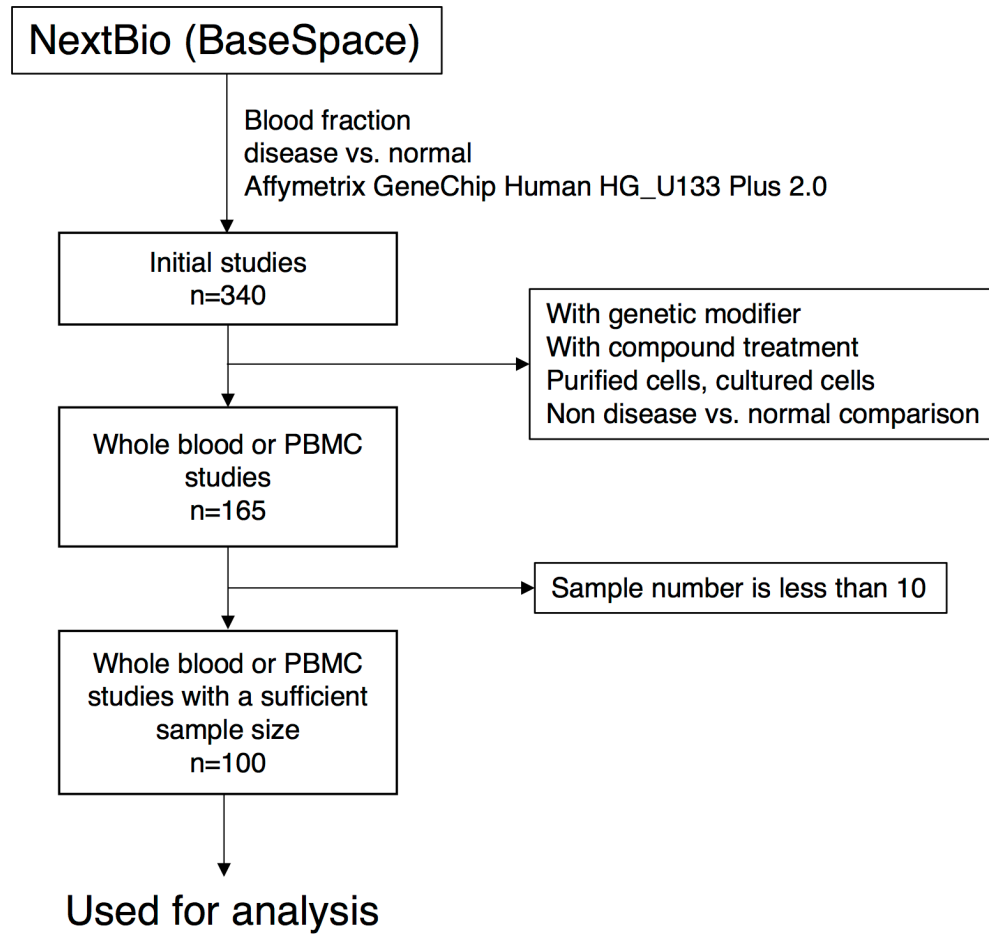 NextBio (BaseSpace)
Blood fraction
disease vs. normal
Affymetrix GeneChip Human HG_U133 Plus 2.0
Initial studies
n=340
With genetic modifier
With compound treatment
Purified cells, cultured cells
Non disease vs. normal comparison
Whole blood or PBMC
studies
n=165
Sample number is less than 10
Whole blood or PBMC
studies with a sufficient
sample size
n=100
Used for analysis